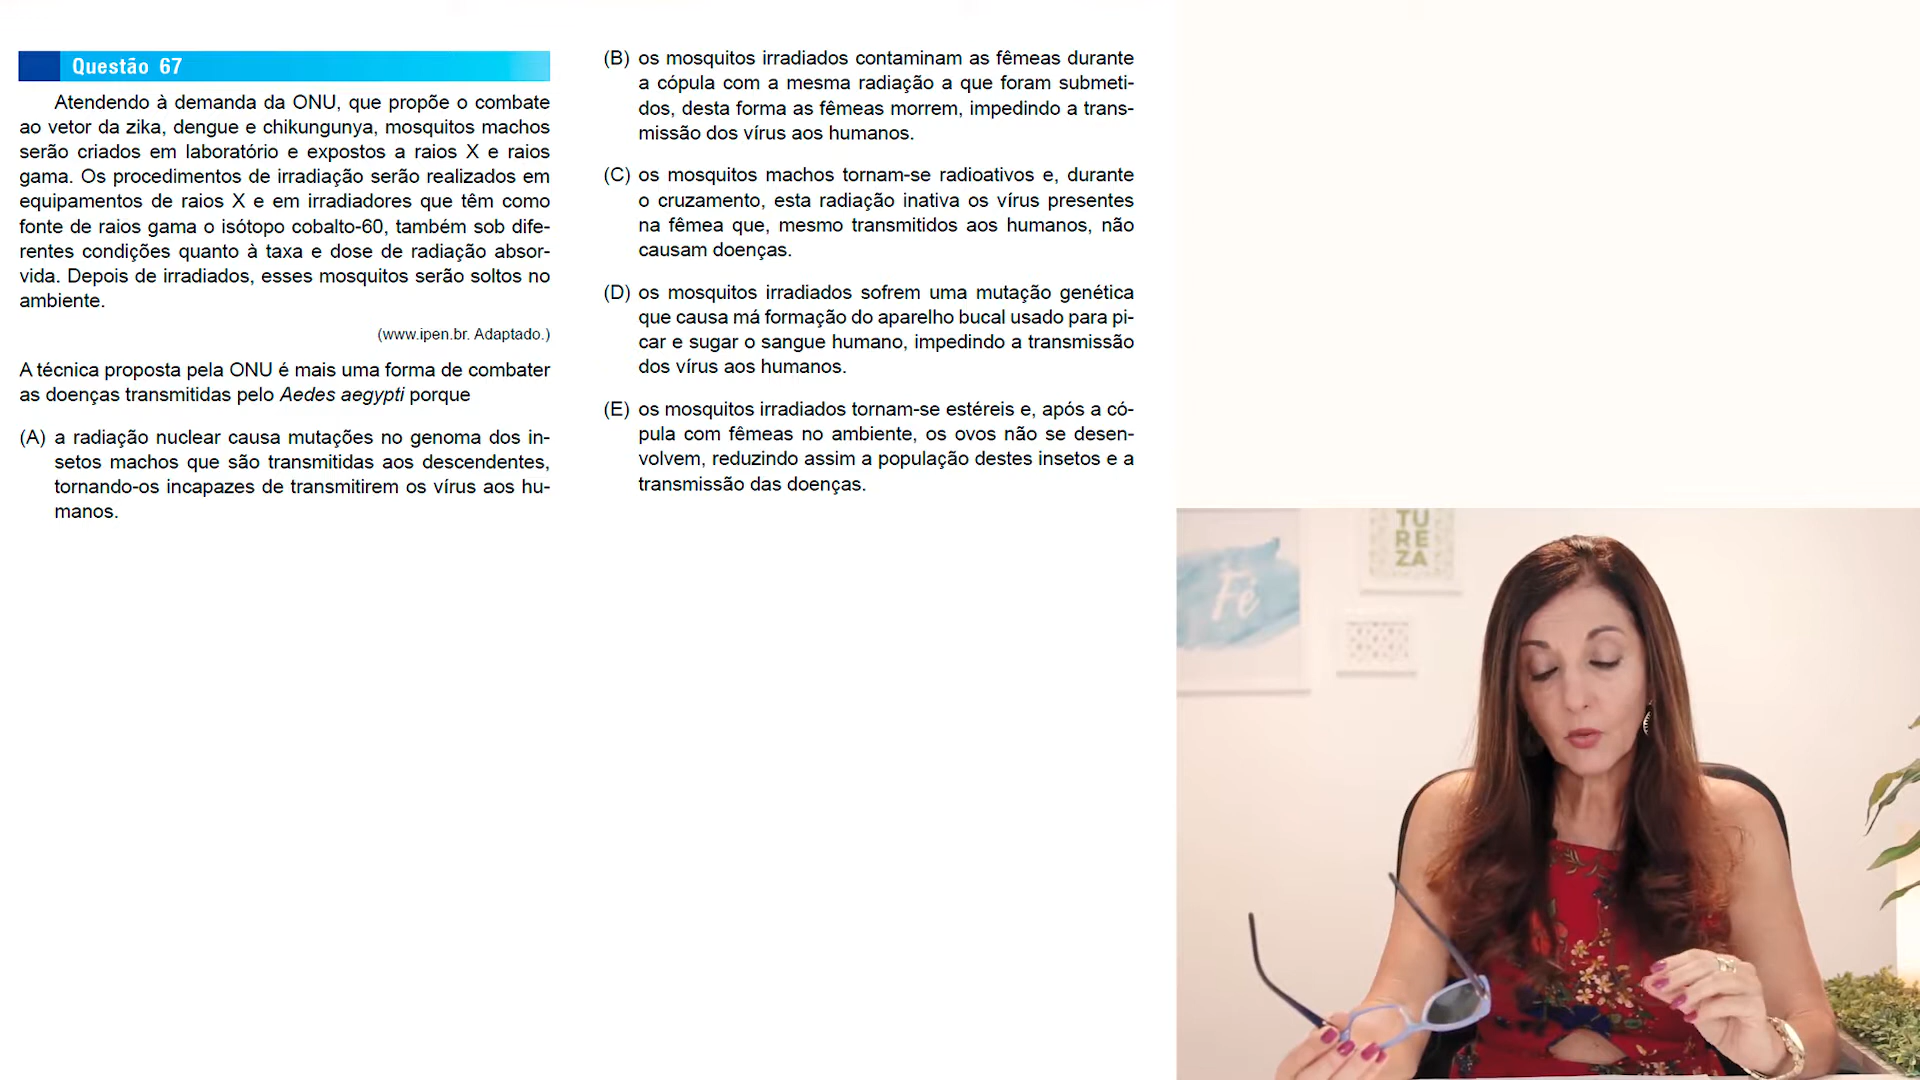 Questão 67
Atendendo à demanda da ONU, que propõe o combate
ao vetor da zika, dengue e chikungunya, mosquitos machos
serão criados em laboratório e expostos a raios X e raios
gama. Os procedimentos de irradiação serão realizados em
equipamentos de raios X e em irradiadores que têm como
fonte de raios gama o isótopo cobalto-60, também sob dife-
rentes condições quanto à taxa e dose de radiação absor-
vida. Depois de irradiados, esses mosquitos serão soltos no
ambiente.
(www.ipen.br. Adaptado.)
A técnica proposta pela ONU é mais uma forma de combater
as doenças transmitidas pelo Aedes aegypti porque
(A) a radiação nuclear causa mutações no genoma dos in-
setos machos que são transmitidas aos descendentes,
tornando-os incapazes de transmitirem os vírus aos hu-
manos.
(B) os mosquitos irradiados contaminam as fêmeas durante
a cópula com a mesma radiação a que foram submeti-
dos, desta forma as fêmeas morrem, impedindo a trans-
missão dos vírus aos humanos.
(C) os mosquitos machos tornam-se radioativos e, durante
o cruzamento, esta radiação inativa os vírus presentes
na fêmea que, mesmo transmitidos aos humanos, não
causam doenças.
(D) os mosquitos irradiados sofrem uma mutação genética
que causa má formação do aparelho bucal usado para pi-
car e sugar o sangue humano, impedindo a transmissão
dos vírus aos humanos.
(E) os mosquitos irradiados tornam-se estéreis e, após a có-
pula com fêmeas no ambiente, os ovos não se desen-
volvem, reduzindo assim a população destes insetos e a
transmissão das doenças.
Fé
TU
RE
ZA